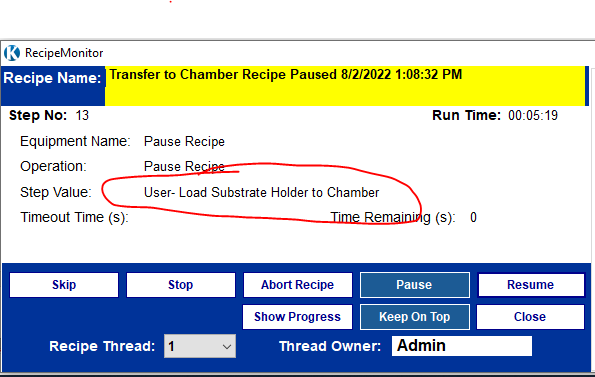 RecipeMonitor
Recipe Name: Transfer to Chamber Recipe Paused 8/2/2022 1:08:32 PM
Step No: 13 Run Time: 00:05:19
Equipment Name: Pause Recipe
Operation: Pause Recipe
Step Value: User- Load Substrate Holder to Chamber
Timeout Time (s): Time Remaining (s): 0
Skip Stop Abort Recipe Pause Resume
Show Progress Keep On Top Close
Recipe Thread: 1 Thread Owner: Admin